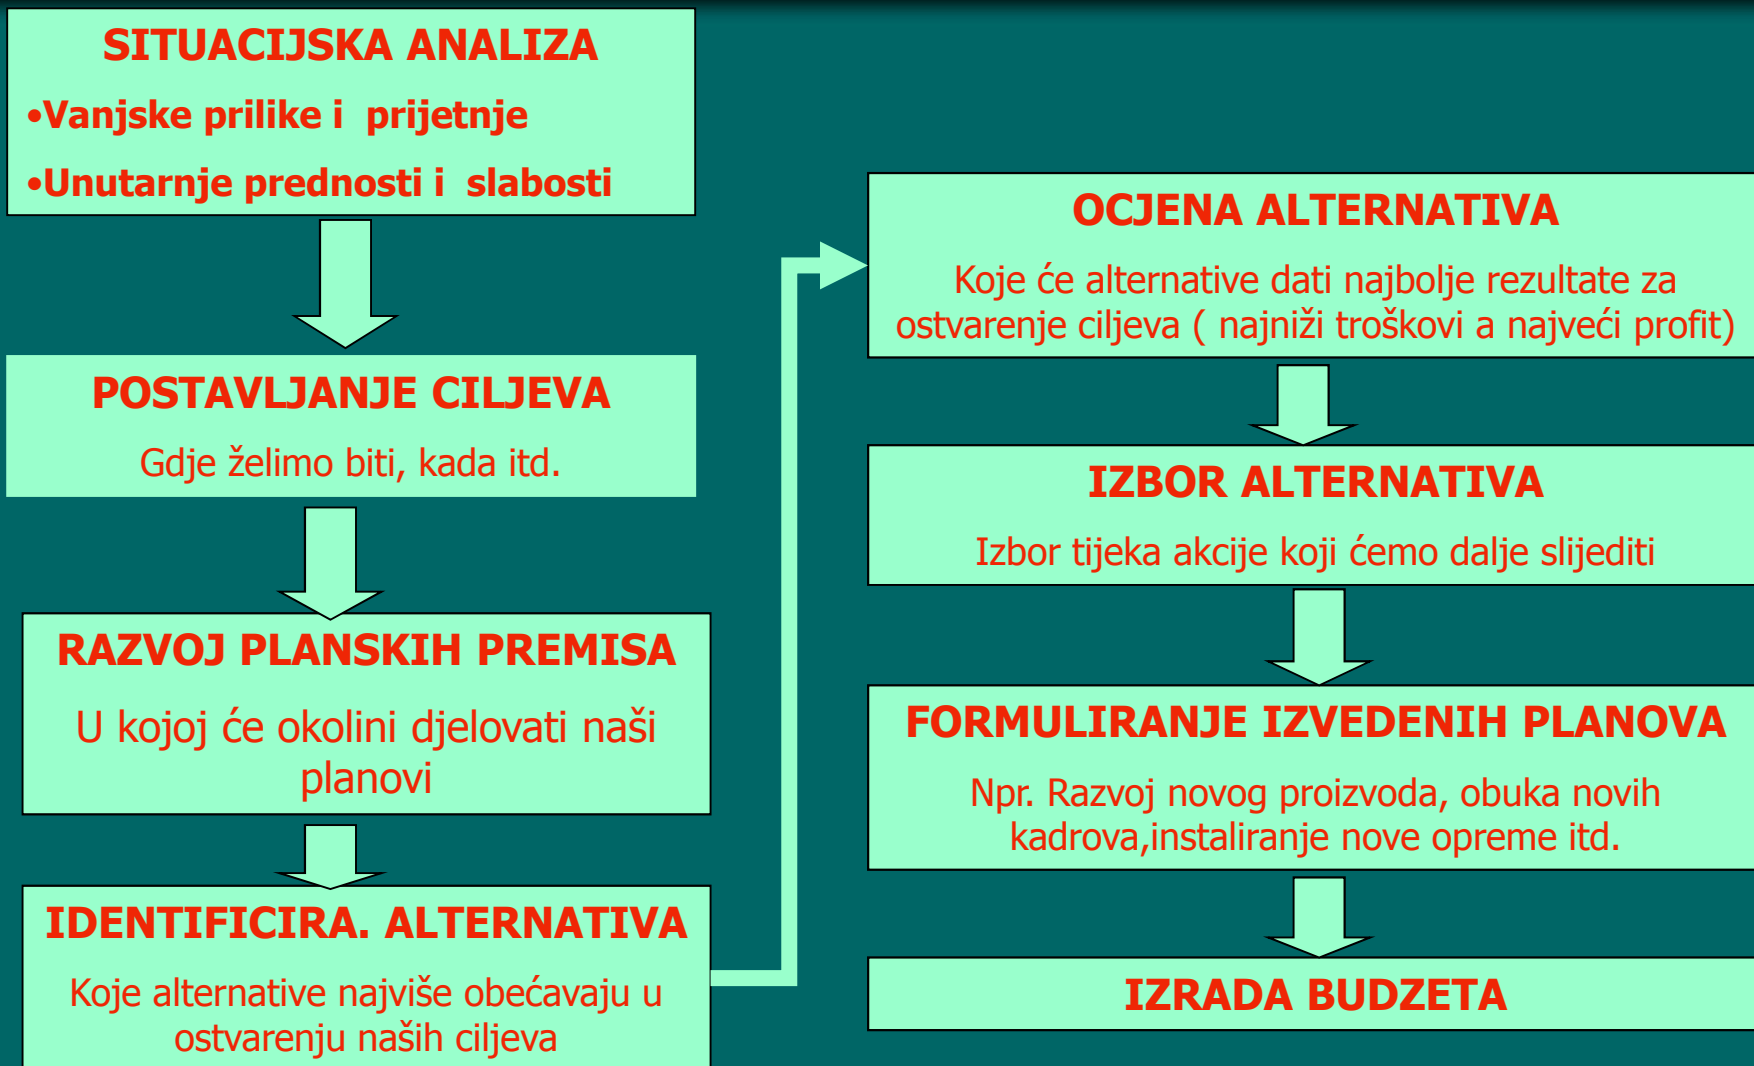 SITUACIJSKA ANALIZA
•Vanjske prilike i prijetnje
•Unutarnje prednosti i slabosti
POSTAVLJANJE CILJEVA
Gdje želimo biti, kada itd.
RAZVOJ PLANSKIH PREMISA
U kojoj će okolini djelovati naši
planovi
IDENTIFICIRA. ALTERNATIVA
Koje alternative najviše obećavaju u
ostvarenju naših ciljeva
OCJENA ALTERNATIVA
Koje će alternative dati najbolje rezultate za
ostvarenje ciljeva ( najniži troškovi a najveći profit)
IZBOR ALTERNATIVA
Izbor tijeka akcije koji ćemo dalje slijediti
FORMULIRANJE IZVEDENIH PLANOVA
Npr. Razvoj novog proizvoda, obuka novih
kadrova,instaliranje nove opreme itd.
IZRADA BUDZETA